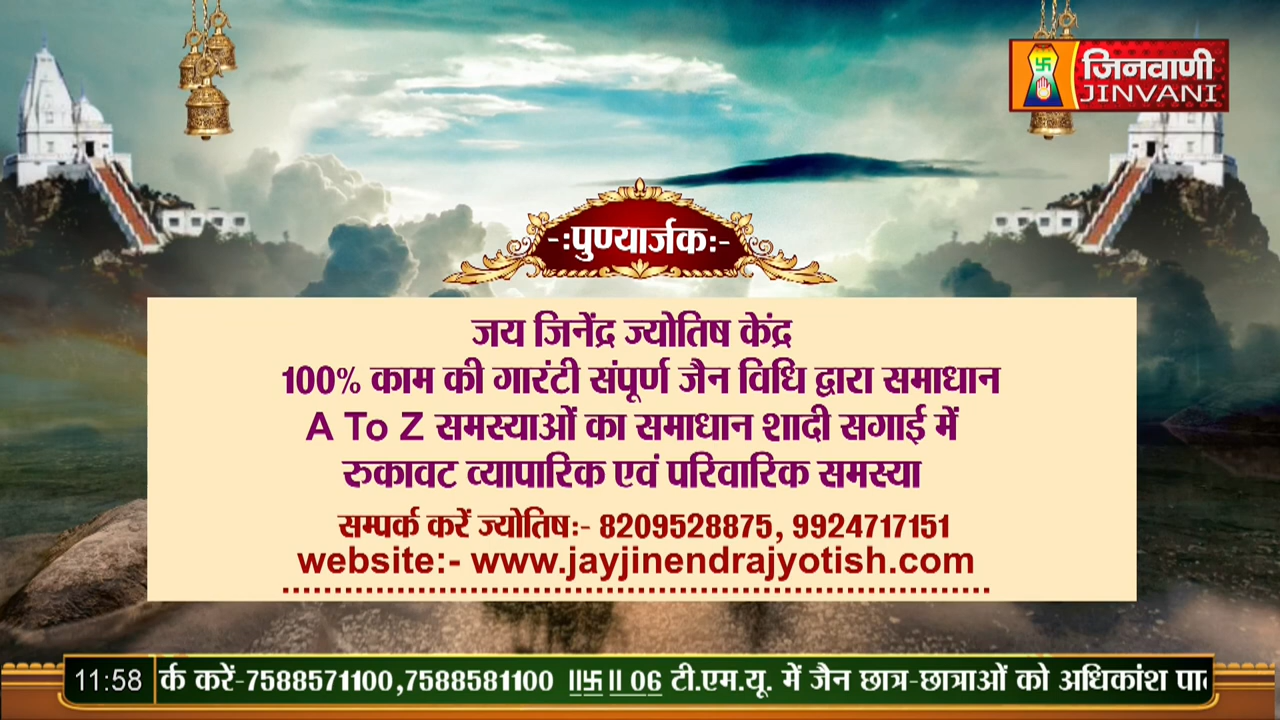 जिनवाणी
JINVANI
-:पुण्यार्जक:-
जय जिनेंद्र ज्योतिष केंद्र
100% काम की गारंटी संपूर्ण जैन विधि द्वारा समाधान
A To Z समस्याओं का समाधान शादी सगाई में
रुकावट व्यापारिक एवं परिवारिक समस्या
सम्पर्क करें ज्योतिष:- 8209528875, 9924717151
website:- www.jayjinendrajyotish.com
11:58 र्क करें-7588571100,7588581100 ॥卐॥ 06 टी.एम.यू. में जैन छात्र-छात्राओं को अधिकांश